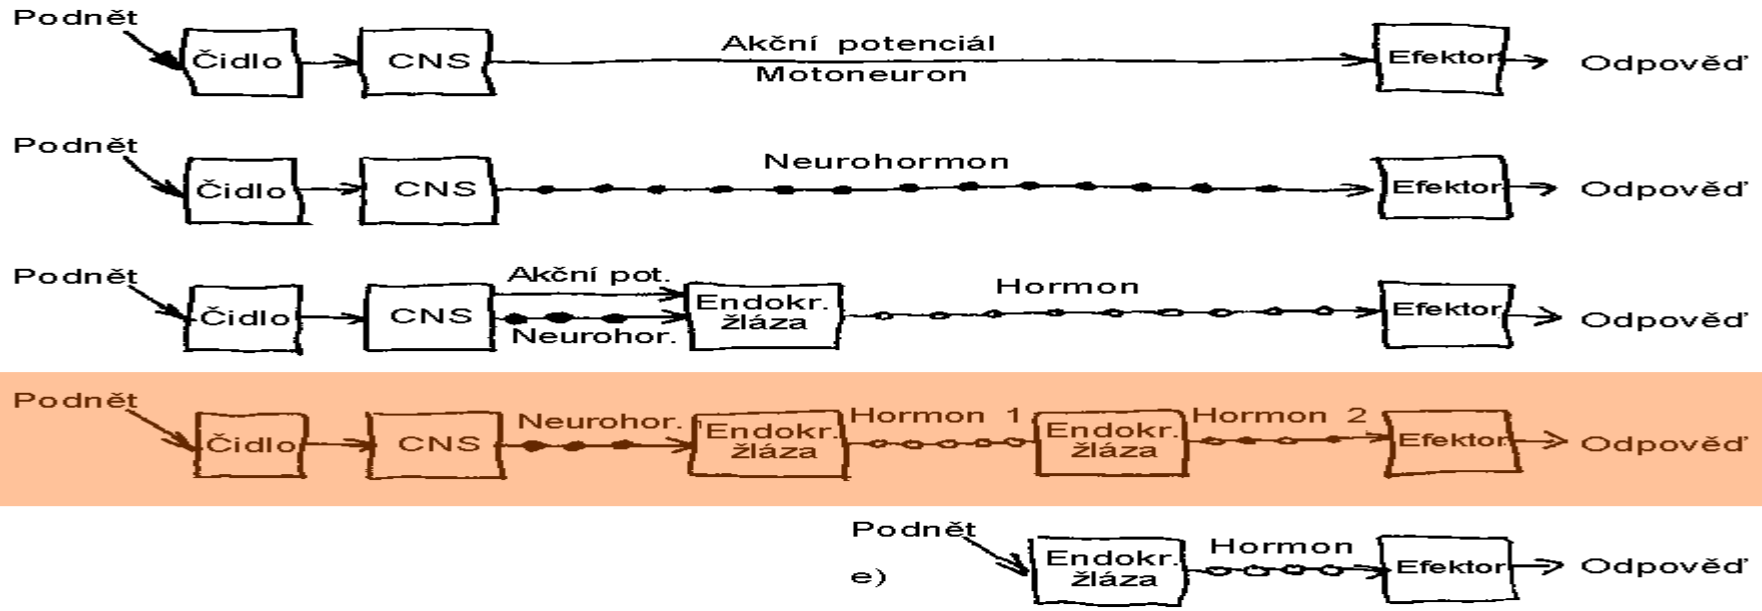 Podnět
Čidlo CNS Akční potenciál Motoneuron Efektor Odpověď
Podnět
Čidlo CNS Neurohormon Efektor Odpověď
Podnět
Čidlo CNS Akční pot. Neurohor. Endokr. žláza Hormon Efektor Odpověď
Podnět
Čidlo CNS Neurohor. Endokr. žláza Hormon 1 Endokr. žláza Hormon 2 Efektor Odpověď
Podnět
e) Endokr. žláza Hormon Efektor Odpověď